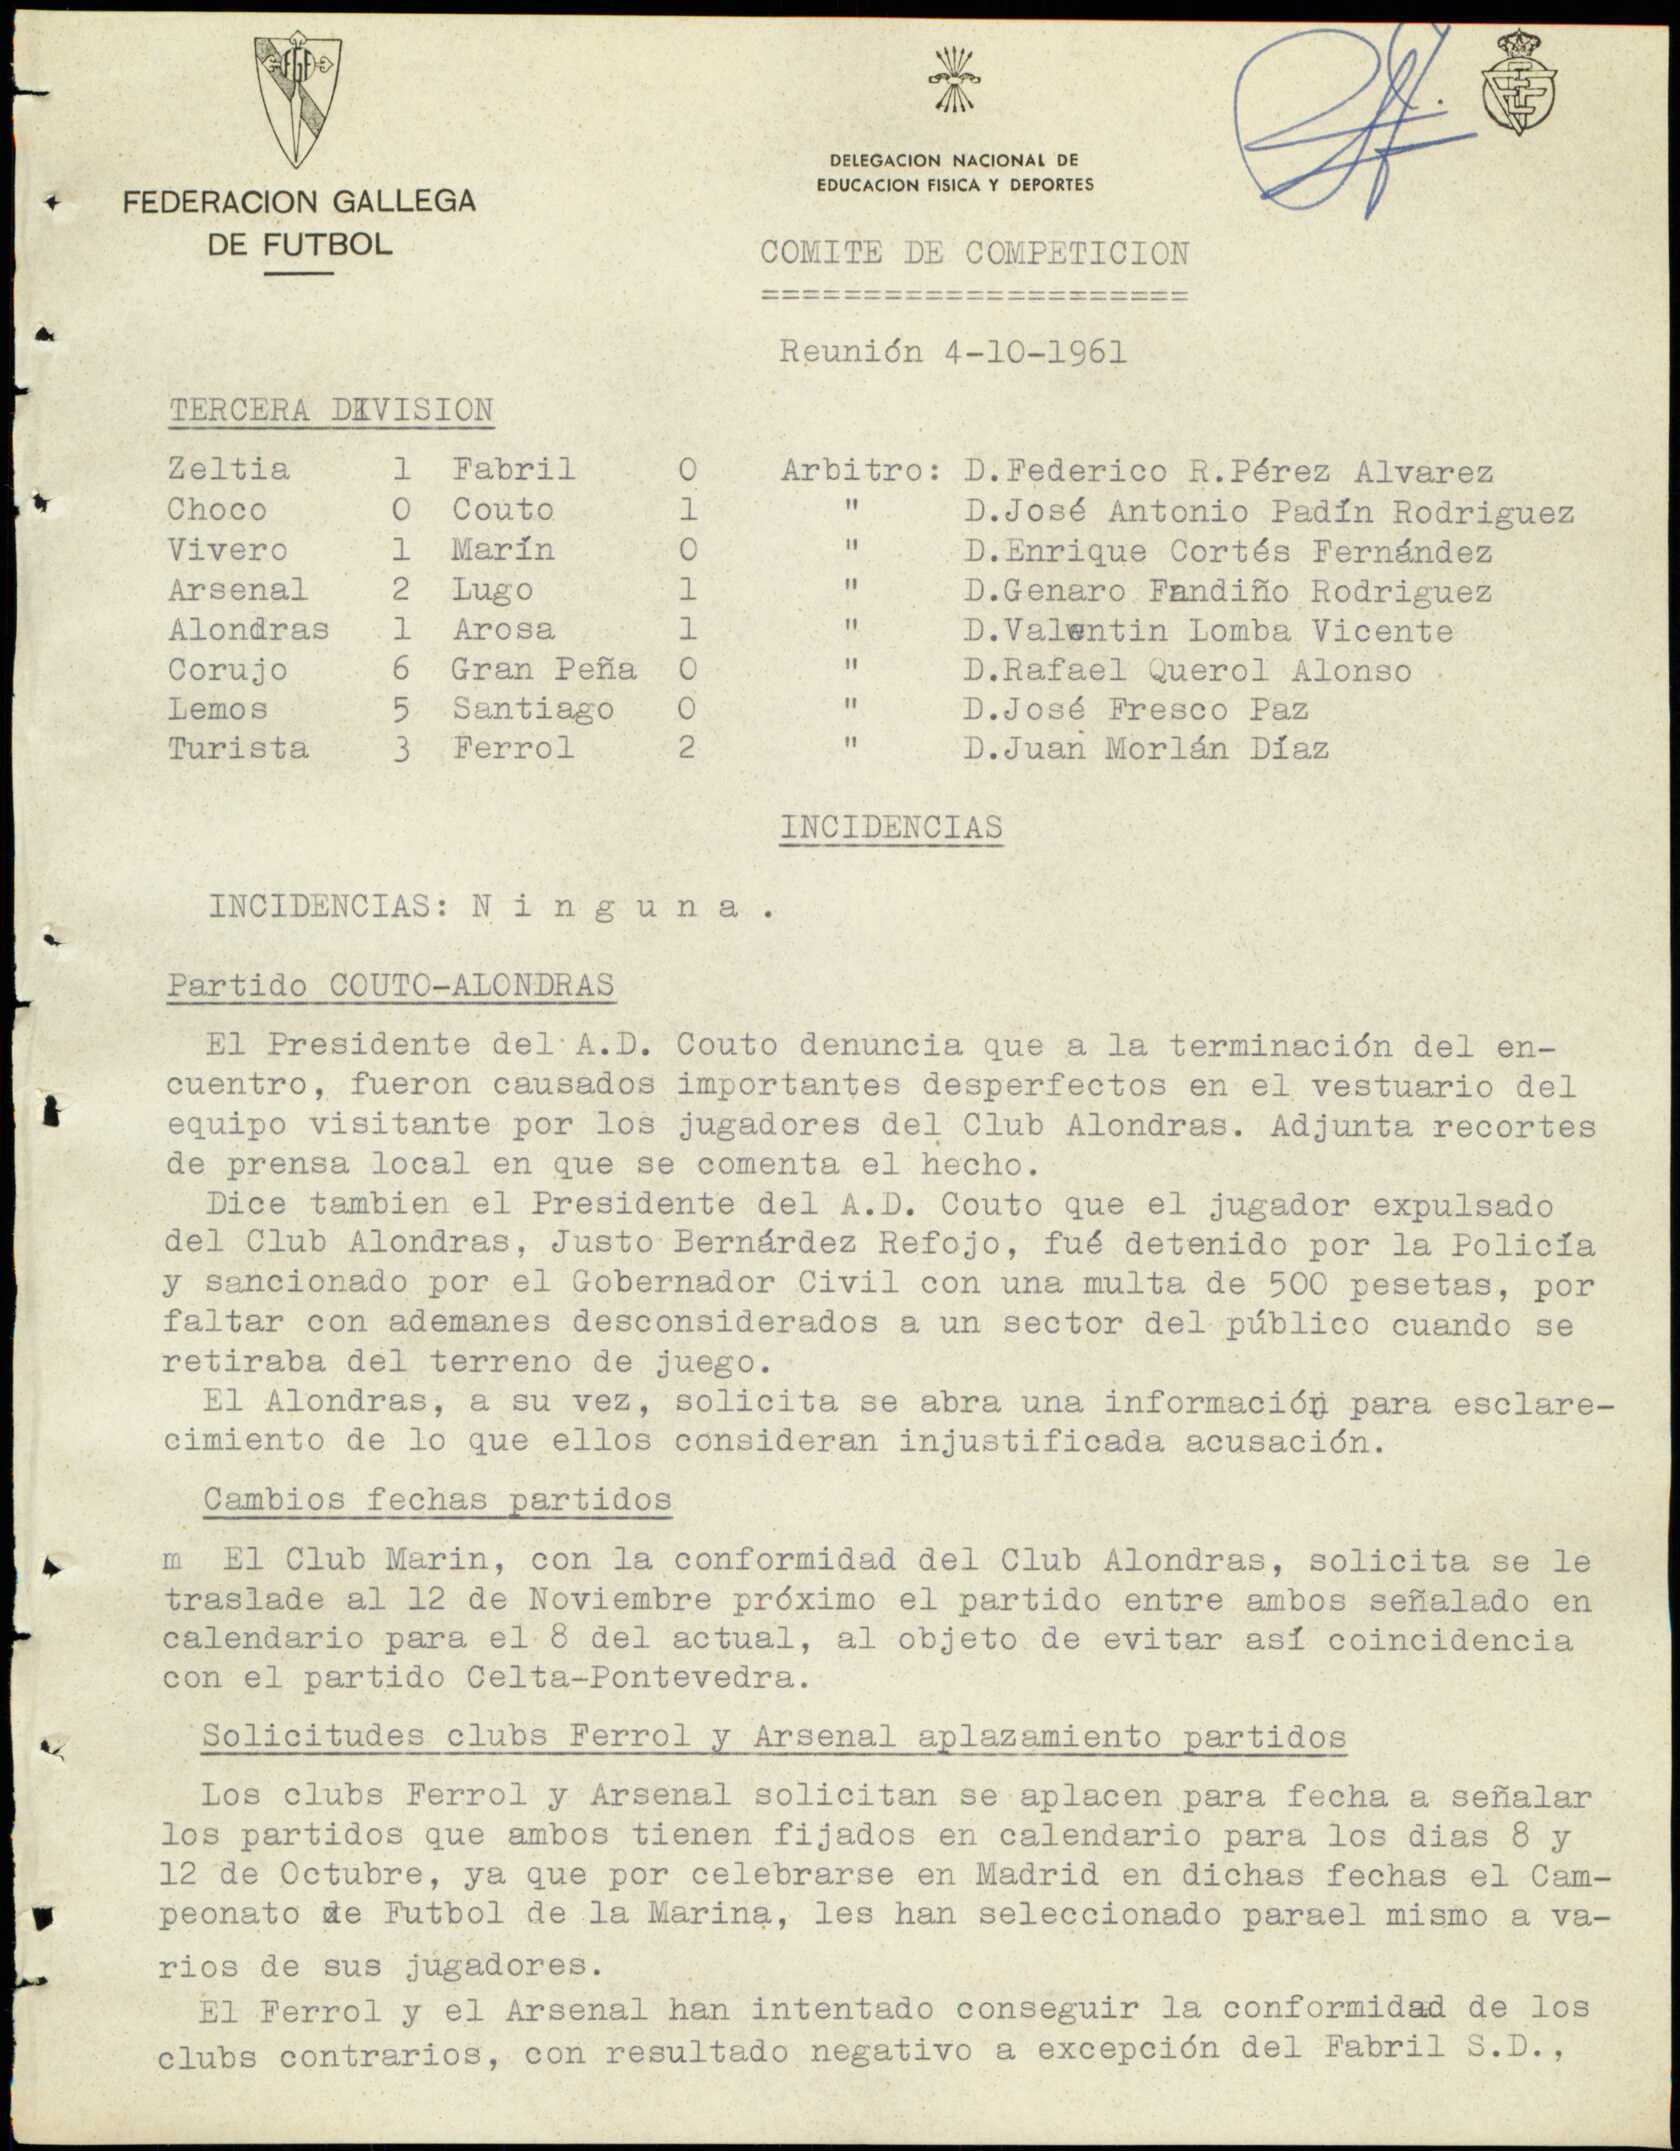 FEDERACION GALLEGA
DE FUTBOL
DELEGACION NACIONAL DE
EDUCACION FISICA Y DEPORTES
COMITE DE COMPETICION
=====================
Reunión 4-10-1961
TERCERA DIVISION
Zeltia 1 Fabril 0 Arbitro: D.Federico R.Pérez Alvarez
Choco 0 Couto 1 " D.José Antonio Padín Rodriguez
Vivero 1 Marín 0 " D.Enrique Cortés Fernández
Arsenal 2 Lugo 1 " D.Genaro Fandiño Rodriguez
Alondras 1 Arosa 1 " D.Valentin Lomba Vicente
Corujo 6 Gran Peña 0 " D.Rafael Querol Alonso
Lemos 5 Santiago 0 " D.José Fresco Paz
Turista 3 Ferrol 2 " D.Juan Morlán Díaz
INCIDENCIAS
INCIDENCIAS: N i n g u n a .
Partido COUTO-ALONDRAS
El Presidente del A.D. Couto denuncia que a la terminación del en-
cuentro, fueron causados importantes desperfectos en el vestuario del
equipo visitante por los jugadores del Club Alondras. Adjunta recortes
de prensa local en que se comenta el hecho.
Dice tambien el Presidente del A.D. Couto que el jugador expulsado
del Club Alondras, Justo Bernárdez Refojo, fué detenido por la Policía
y sancionado por el Gobernador Civil con una multa de 500 pesetas, por
faltar con ademanes desconsiderados a un sector del público cuando se
retiraba del terreno de juego.
El Alondras, a su vez, solicita se abra una información para esclare-
cimiento de lo que ellos consideran injustificada acusación.
Cambios fechas partidos
m El Club Marin, con la conformidad del Club Alondras, solicita se le
traslade al 12 de Noviembre próximo el partido entre ambos señalado en
calendario para el 8 del actual, al objeto de evitar así coincidencia
con el partido Celta-Pontevedra.
Solicitudes clubs Ferrol y Arsenal aplazamiento partidos
Los clubs Ferrol y Arsenal solicitan se aplacen para fecha a señalar
los partidos que ambos tienen fijados en calendario para los dias 8 y
12 de Octubre, ya que por celebrarse en Madrid en dichas fechas el Cam-
peonato de Futbol de la Marina, les han seleccionado parael mismo a va-
rios de sus jugadores.
El Ferrol y el Arsenal han intentado conseguir la conformidad de los
clubs contrarios, con resultado negativo a excepción del Fabril S.D.,